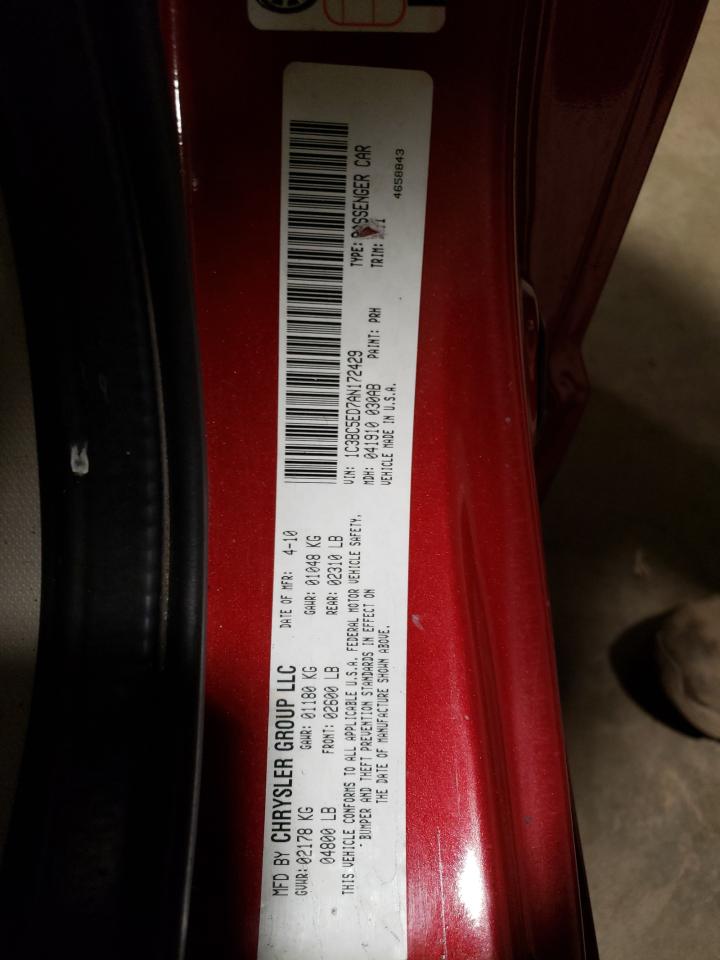 MFD BY CHRYSLER GROUP LLC
DATE OF MFR: 4-10
GVWR: 02178 KG
GAWR: 01180 KG
GAWR: 01048 KG
04800 LB
FRONT: 02600 LB
REAR: 02310 LB
THIS VEHICLE CONFORMS TO ALL APPLICABLE U.S.A. FEDERAL MOTOR VEHICLE SAFETY,
BUMPER AND THEFT PREVENTION STANDARDS IN EFFECT ON
THE DATE OF MANUFACTURE SHOWN ABOVE.
VIN: 1C3BC5ED7AN172429
TYPE: PASSENGER CAR
MDH: 041910 030AB
PAINT: PRH
TRIM:
VEHICLE MADE IN U.S.A.
4658843